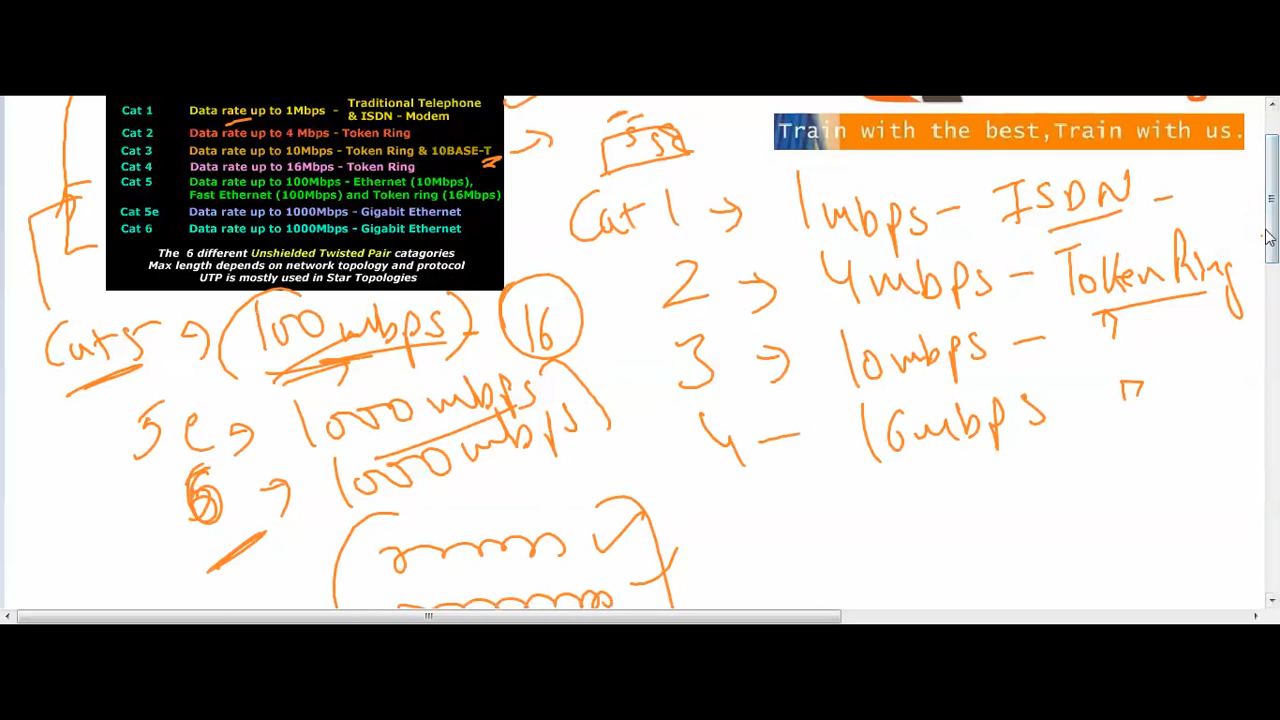 Cat 1 Data rate up to 1Mbps - Traditional Telephone & ISDN - Modem
Cat 2 Data rate up to 4 Mbps - Token Ring
Cat 3 Data rate up to 10Mbps - Token Ring & 10BASE-T
Cat 4 Data rate up to 16Mbps - Token Ring
Cat 5 Data rate up to 100Mbps - Ethernet (10Mbps),
Fast Ethernet (100Mbps) and Token ring (16Mbps)
Cat 5e Data rate up to 1000Mbps - Gigabit Ethernet
Cat 6 Data rate up to 1000Mbps - Gigabit Ethernet
The 6 different Unshielded Twisted Pair catagories
Max length depends on network topology and protocol
UTP is mostly used in Star Topologies
Train with the best,Train with us.
Cat 1 → 1mbps - ISDN -
2 → 4mbps - Token Ring
3 → 10mbps -
4 - 16mbps "
Cat 5 → (100mbps) - 16
5e → 1000mbps
6 → 1000mbps